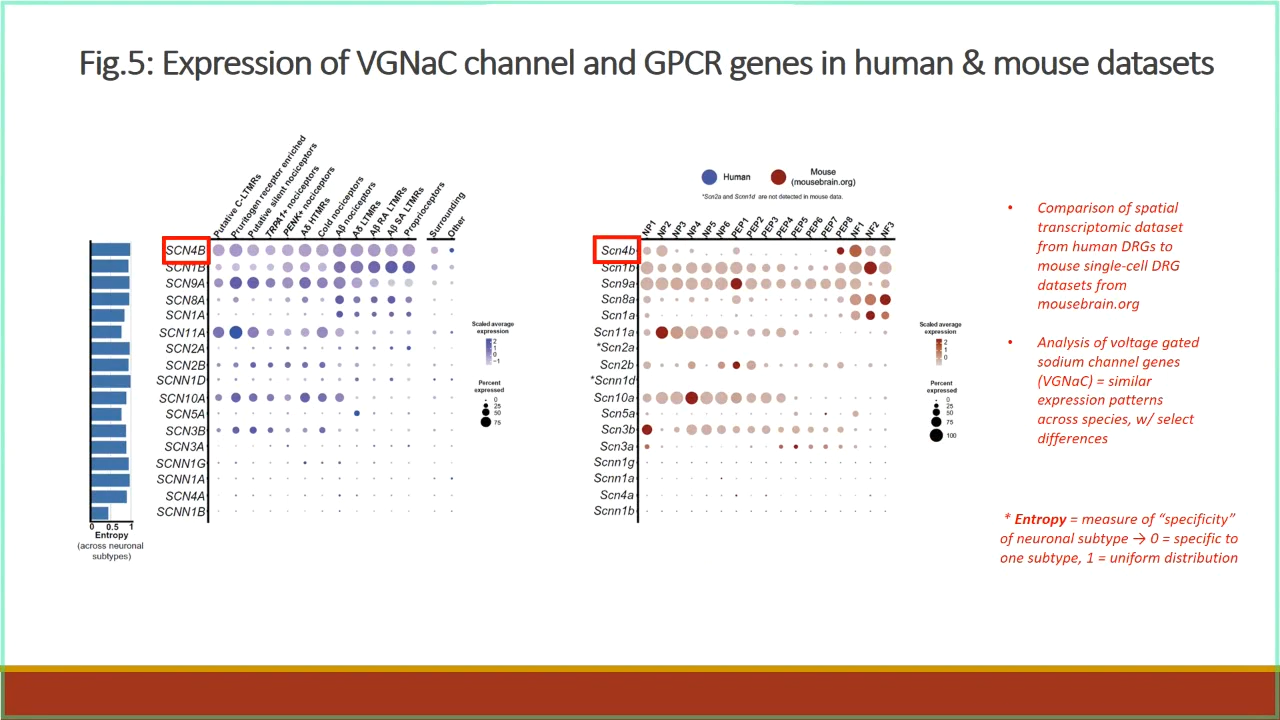 Fig.5: Expression of VGNaC channel and GPCR genes in human & mouse datasets
Putative C-LTMRs
Pruritogen receptor enriched
Putative silent nociceptors
TRPA1+ nociceptors
PENK+ nociceptors
Aδ HTMRs
Cold nociceptors
Aβ nociceptors
Aδ LTMRs
Aβ RA LTMRs
Aβ SA LTMRs
Proprioceptors
Surrounding
Other
SCN4B
SCN1B
SCN9A
SCN8A
SCN1A
SCN11A
SCN2A
SCN2B
SCNN1D
SCN10A
SCN5A
SCN3B
SCN3A
SCNN1G
SCNN1A
SCN4A
SCNN1B
0 0.5 1
Entropy
(across neuronal
subtypes)
Scaled average
expression
2
1
0
−1
Percent
expressed
0
25
50
75
Human
Mouse
(mousebrain.org)
*Scn2a and Scnn1d are not detected in mouse data.
NP1
NP2
NP3
NP4
NP5
NP6
PEP1
PEP2
PEP3
PEP4
PEP5
PEP6
PEP7
PEP8
NF1
NF2
NF3
Scn4b
Scn1b
Scn9a
Scn8a
Scn1a
Scn11a
*Scn2a
Scn2b
*Scnn1d
Scn10a
Scn5a
Scn3b
Scn3a
Scnn1g
Scnn1a
Scn4a
Scnn1b
Scaled average
expression
2
1
0
Percent
expressed
0
25
50
75
100
• Comparison of spatial
transcriptomic dataset
from human DRGs to
mouse single-cell DRG
datasets from
mousebrain.org
• Analysis of voltage gated
sodium channel genes
(VGNaC) = similar
expression patterns
across species, w/ select
differences
* Entropy = measure of “specificity”
of neuronal subtype → 0 = specific to
one subtype, 1 = uniform distribution